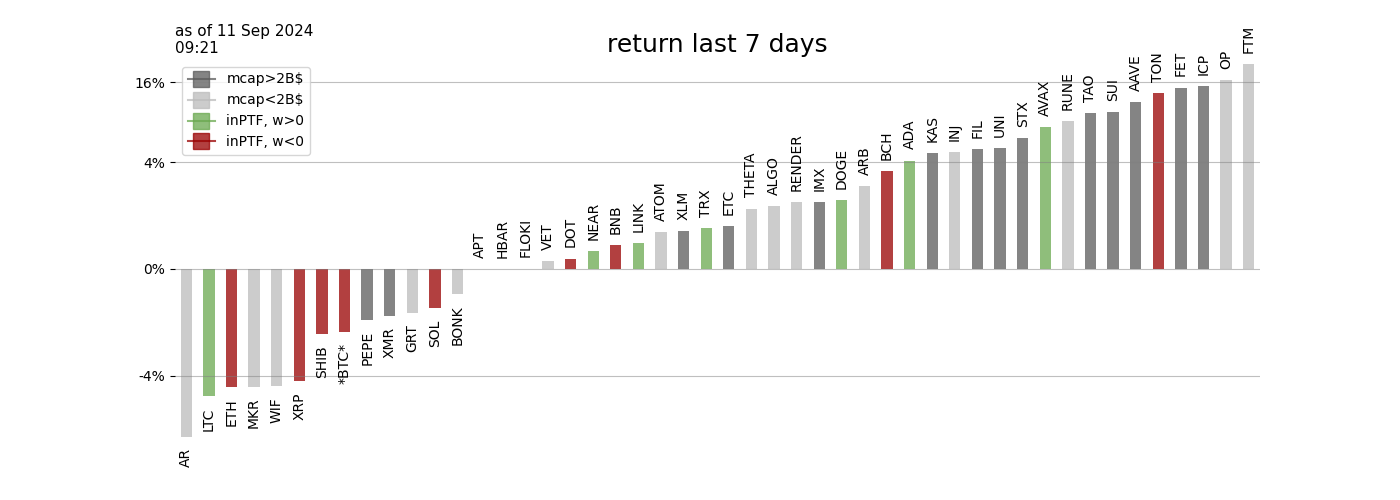 as of 11 Sep 2024
09:21
return last 7 days
mcap>2B$
mcap<2B$
inPTF, w>0
inPTF, w<0
16%
4%
0%
-4%
AR
LTC
ETH
MKR
WIF
XRP
SHIB
*BTC*
PEPE
XMR
GRT
SOL
BONK
APT
HBAR
FLOKI
VET
DOT
NEAR
BNB
LINK
ATOM
XLM
TRX
ETC
THETA
ALGO
RENDER
IMX
DOGE
ARB
BCH
ADA
KAS
INJ
FIL
UNI
STX
AVAX
RUNE
TAO
SUI
AAVE
TON
FET
ICP
OP
FTM